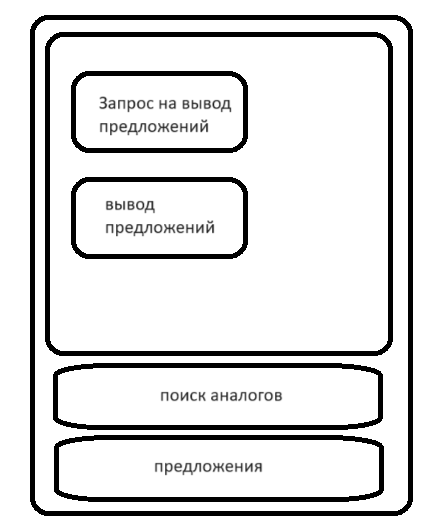 Запрос на вывод
предложений
вывод
предложений
поиск аналогов
предложения